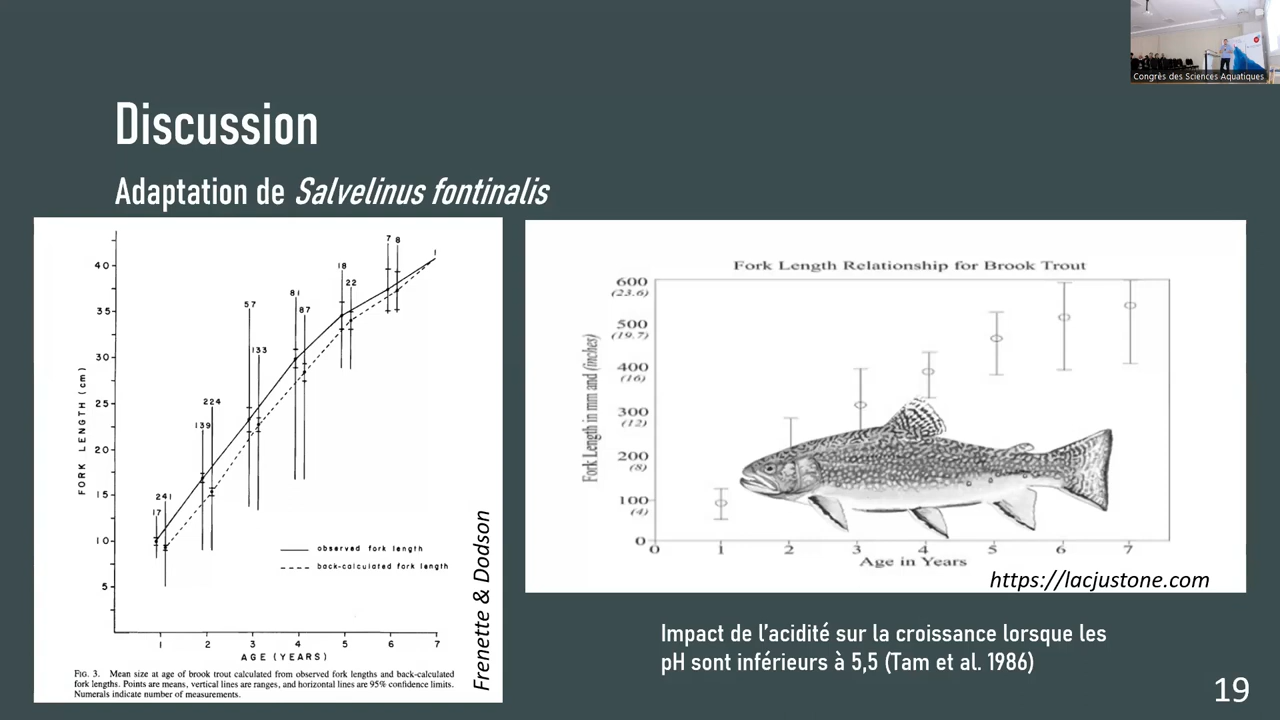 Congrès des Sciences Aquatiques
Discussion
Adaptation de Salvelinus fontinalis
FORK LENGTH (cm)
40
35
30
25
20
15
10
5
17
241
139
224
57
133
81
87
18
22
7
8
1
observed fork length
back-calculated fork length
1 2 3 4 5 6 7
AGE (YEARS)
FIG. 3. Mean size at age of brook trout calculated from observed fork lengths and back-calculated
fork lengths. Points are means, vertical lines are ranges, and horizontal lines are 95% confidence limits.
Numerals indicate number of measurements.
Frenette & Dodson
Fork Length Relationship for Brook Trout
Fork Length in mm and (inches)
600
(23.6)
500
(19.7)
400
(16)
300
(12)
200
(8)
100
(4)
0
0 1 2 3 4 5 6 7
Age in Years
https://lacjustone.com
Impact de l’acidité sur la croissance lorsque les
pH sont inférieurs à 5,5 (Tam et al. 1986)
19